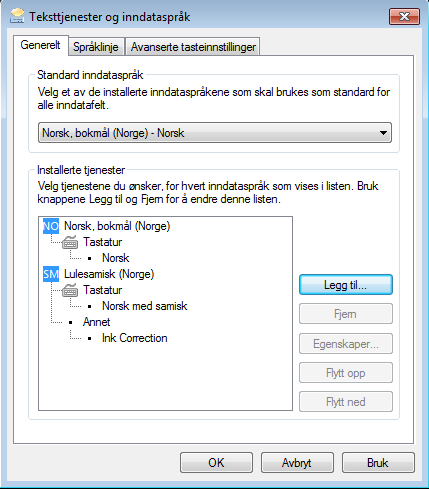 Teksttjenester og inndataspråk
Generelt
Språklinje
Avanserte tasteinnstillinger
Standard inndataspråk
Velg et av de installerte inndataspråkene som skal brukes som standard for
alle inndatafelt.
Norsk, bokmål (Norge) - Norsk
Installerte tjenester
Velg tjenestene du ønsker, for hvert inndataspråk som vises i listen. Bruk
knappene Legg til og Fjern for å endre denne listen.
NO Norsk, bokmål (Norge)
Tastatur
Norsk
SM Lulesamisk (Norge)
Tastatur
Norsk med samisk
Annet
Ink Correction
Legg til...
Fjern
Egenskaper...
Flytt opp
Flytt ned
OK
Avbryt
Bruk